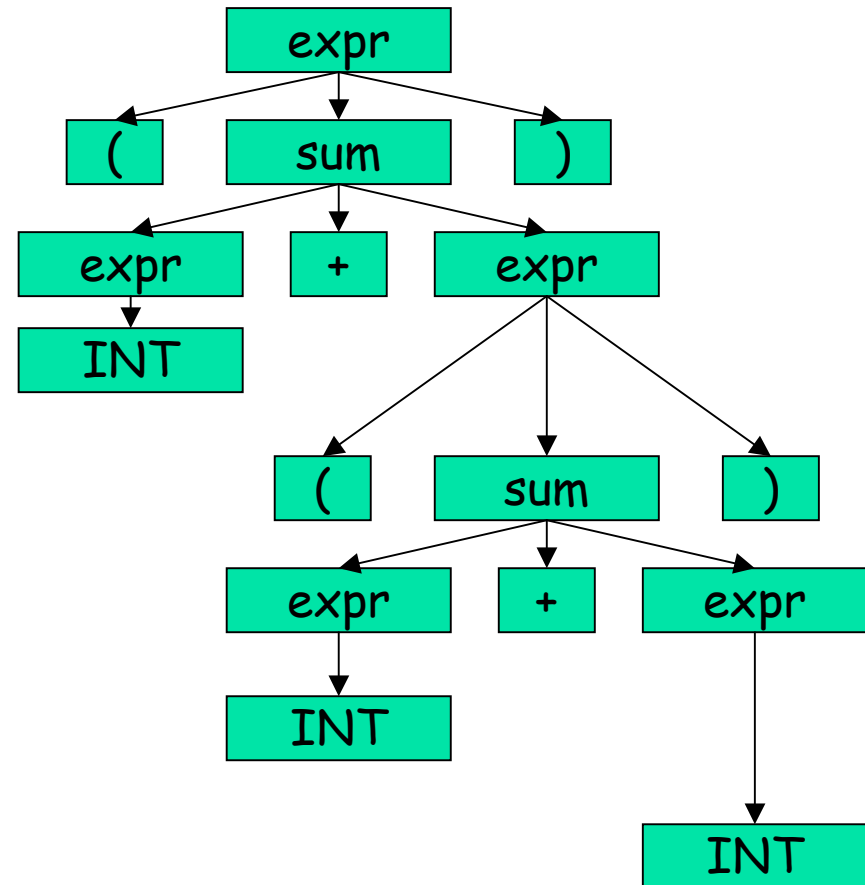 expr
( sum )
expr + expr
INT
( sum )
expr + expr
INT
INT